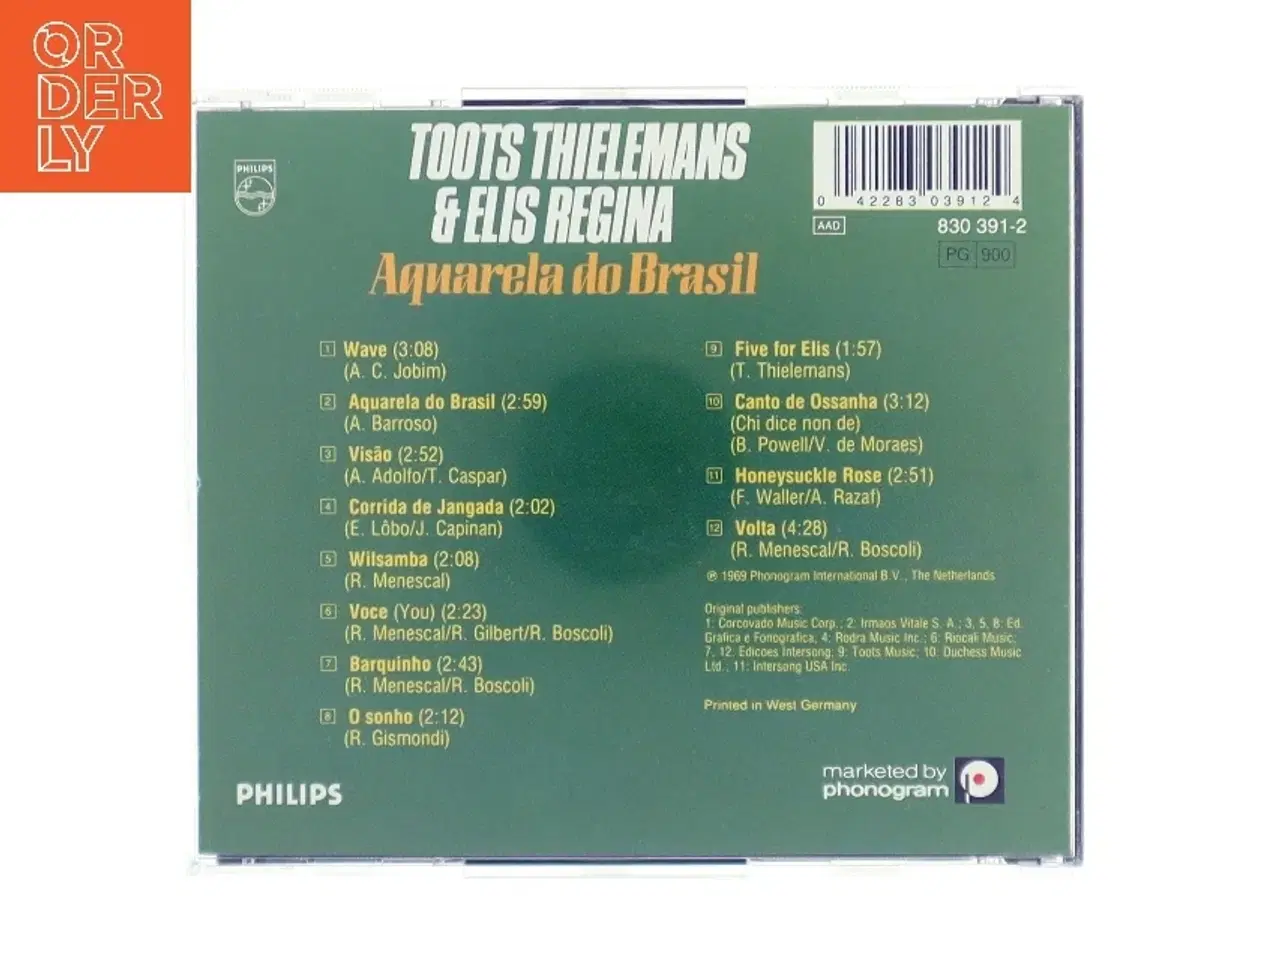 OR
DER
LY
PHILIPS
TOOTS THIELEMANS
& ELIS REGINA
Aquarela do Brasil
0 42283 03912 4
AAD
830 391-2
PG 900
1 Wave (3:08)
(A. C. Jobim)
2 Aquarela do Brasil (2:59)
(A. Barroso)
3 Visão (2:52)
(A. Adolfo/T. Caspar)
4 Corrida de Jangada (2:02)
(E. Lôbo/J. Capinan)
5 Wilsamba (2:08)
(R. Menescal)
6 Voce (You) (2:23)
(R. Menescal/R. Gilbert/R. Boscoli)
7 Barquinho (2:43)
(R. Menescal/R. Boscoli)
8 O sonho (2:12)
(R. Gismondi)
9 Five for Elis (1:57)
(T. Thielemans)
10 Canto de Ossanha (3:12)
(Chi dice non de)
(B. Powell/V. de Moraes)
11 Honeysuckle Rose (2:51)
(F. Waller/A. Razaf)
12 Volta (4:28)
(R. Menescal/R. Boscoli)
℗ 1969 Phonogram International B.V., The Netherlands
Original publishers:
1: Corcovado Music Corp.; 2: Irmaos Vitale S. A.; 3, 5, 8: Ed.
Grafica e Fonografica, 4: Rodra Music Inc.; 6: Riocali Music;
7, 12. Edicoes Intersong; 9: Toots Music; 10: Duchess Music
Ltd.; 11: Intersong USA Inc.
Printed in West Germany
PHILIPS
marketed by
phonogram